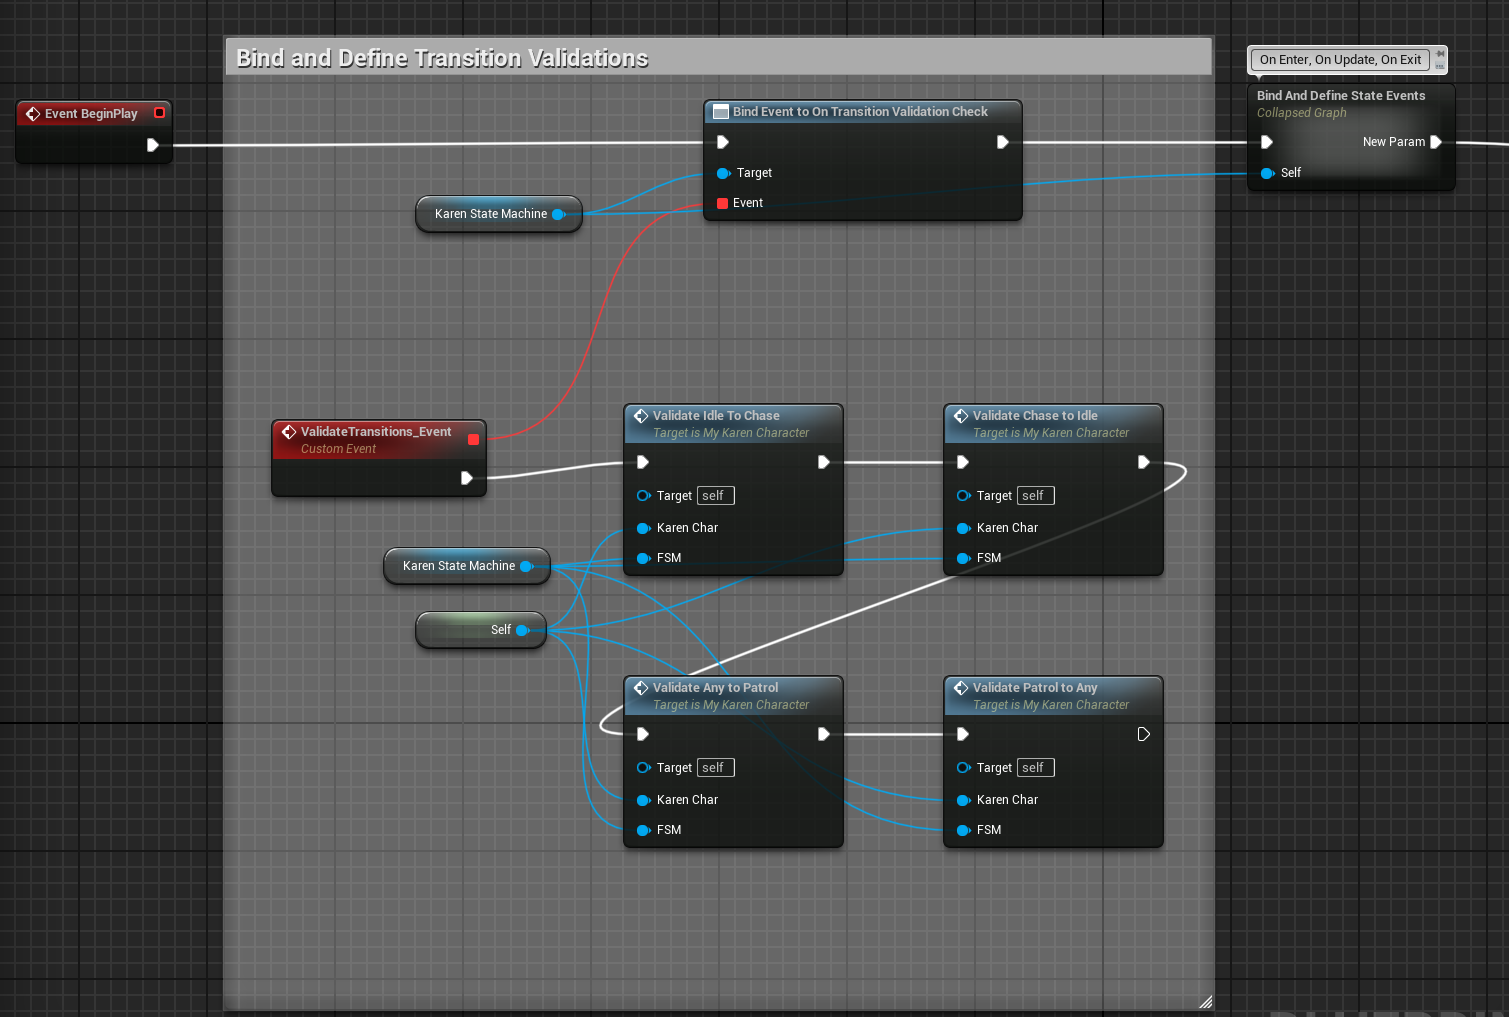 Bind and Define Transition Validations
On Enter, On Update, On Exit
Event BeginPlay
Bind Event to On Transition Validation Check
Target
Event
Karen State Machine
Bind And Define State Events
Collapsed Graph
New Param
Self
ValidateTransitions_Event
Custom Event
Validate Idle To Chase
Target is My Karen Character
Target self
Karen Char
FSM
Validate Chase to Idle
Target is My Karen Character
Target self
Karen Char
FSM
Karen State Machine
Self
Validate Any to Patrol
Target is My Karen Character
Target self
Karen Char
FSM
Validate Patrol to Any
Target is My Karen Character
Target self
Karen Char
FSM